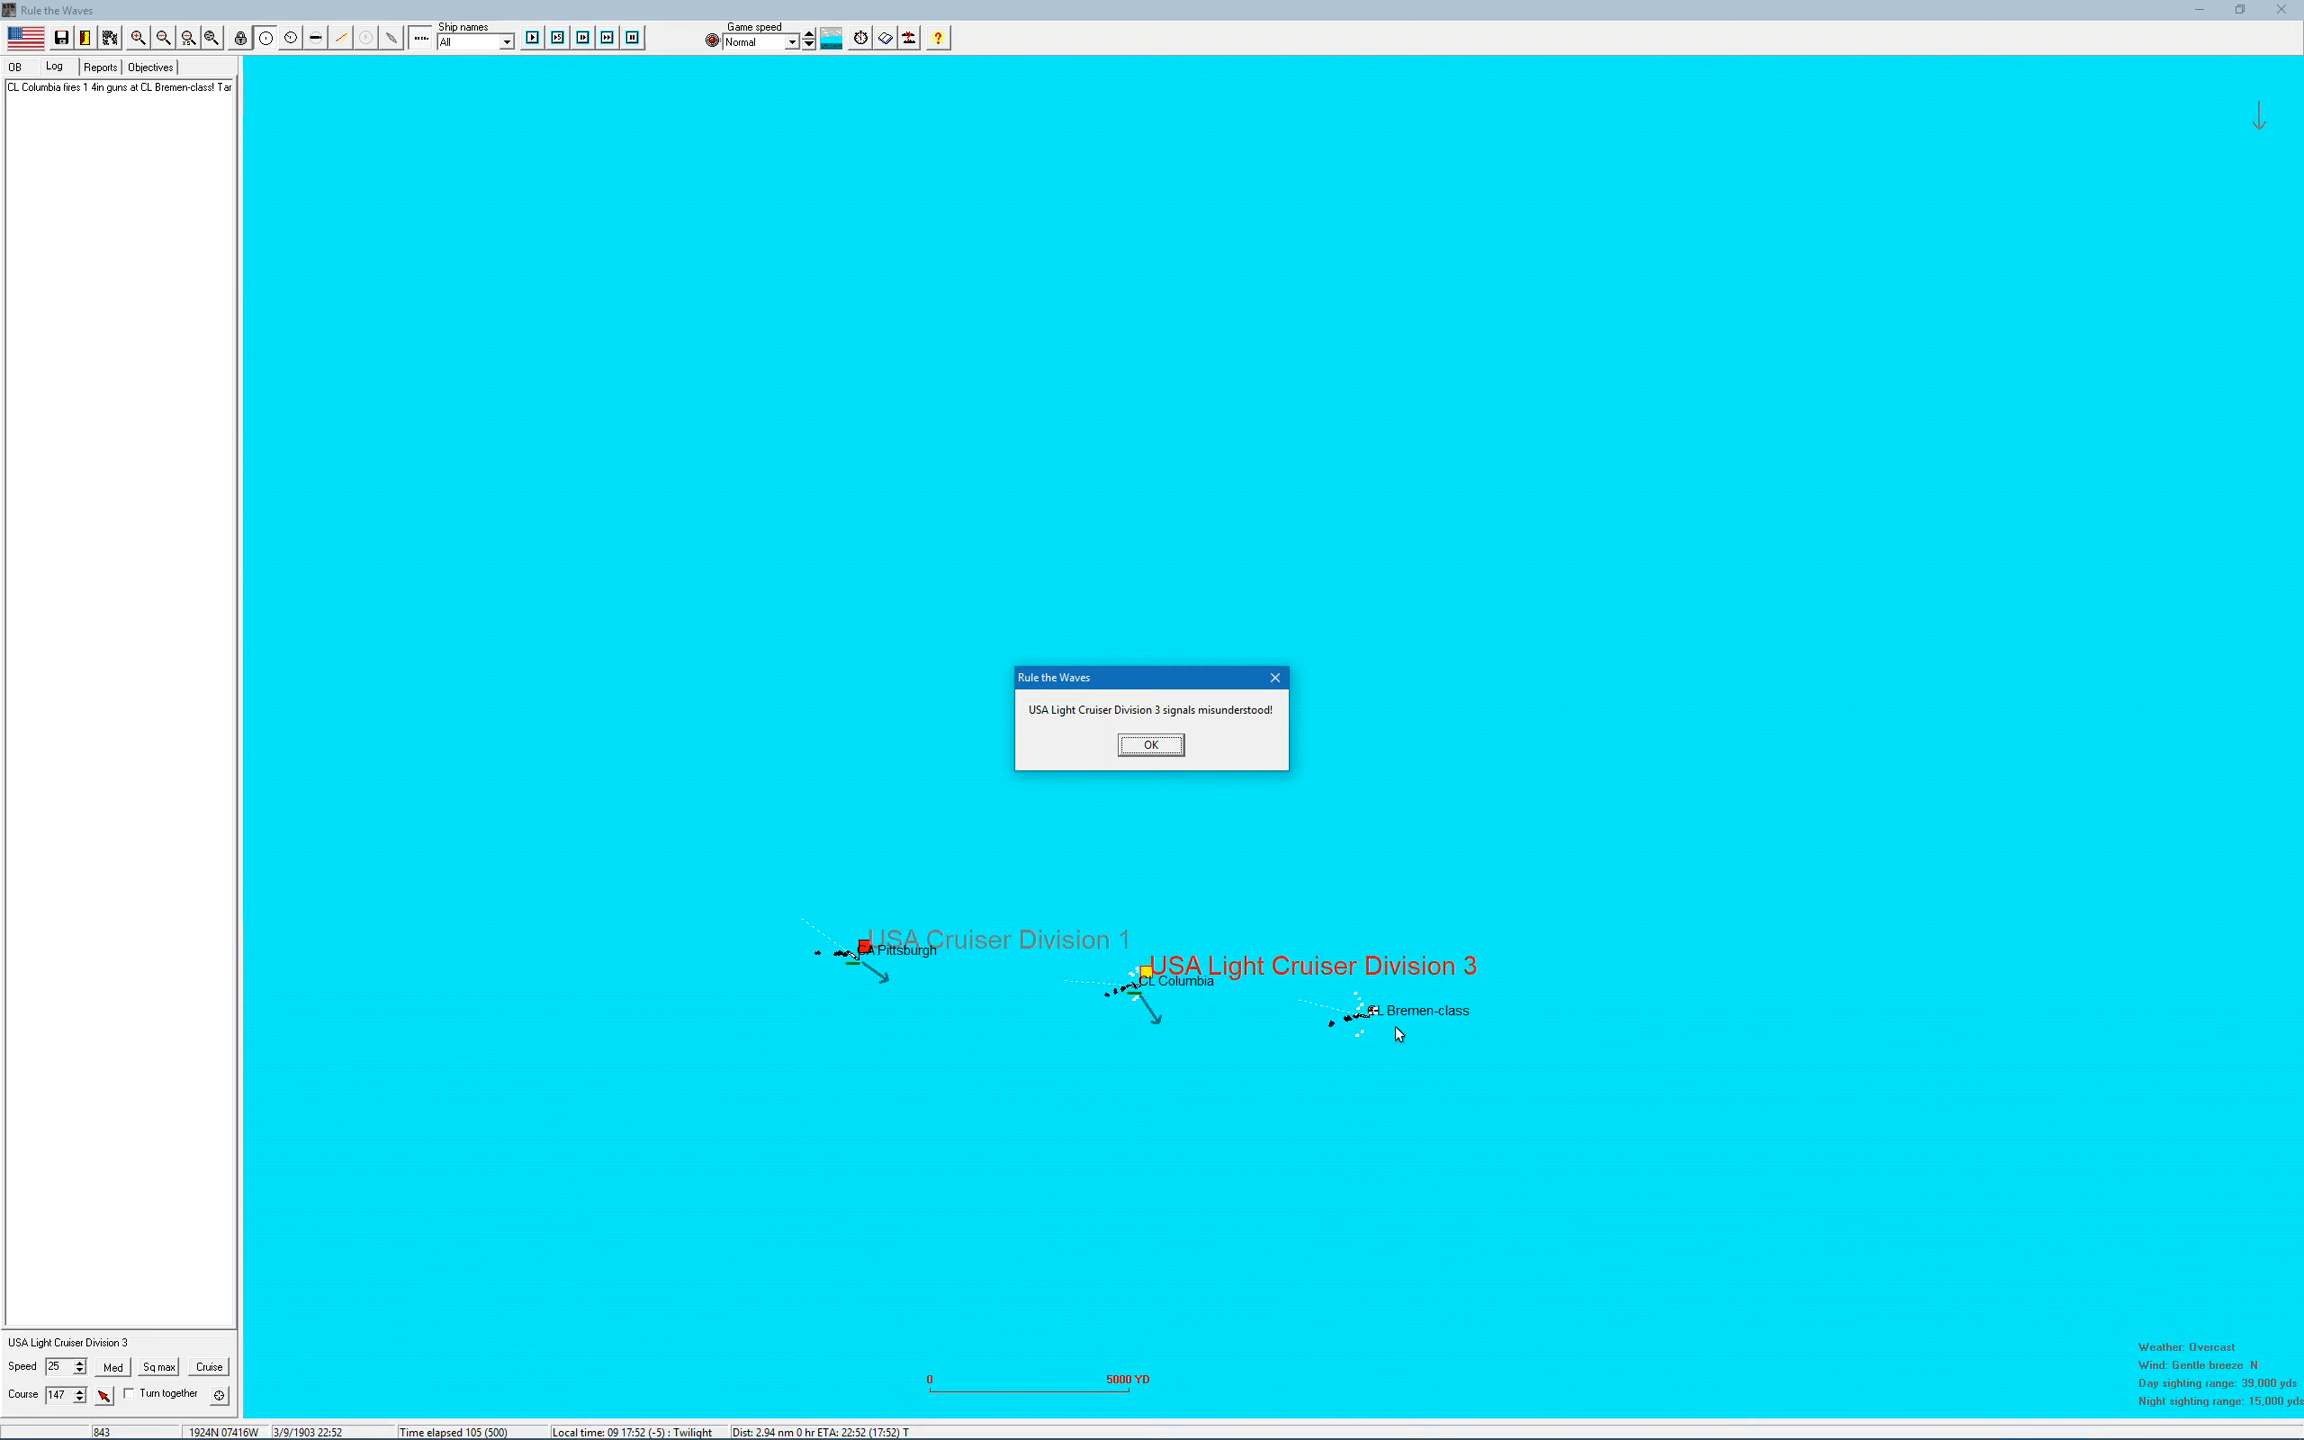 Rule the Waves
Ship names
All
Game speed
Normal
?
OB
Log
Reports
Objectives
CL Columbia fires 1 4in guns at CL Bremen-class! Tar
Rule the Waves
USA Light Cruiser Division 3 signals misunderstood!
OK
USA Cruiser Division 1
CA Pittsburgh
USA Light Cruiser Division 3
CL Columbia
CL Bremen-class
USA Light Cruiser Division 3
Speed 25 Med Sq max Cruise
Course 147 Turn together
0 5000 YD
Weather: Overcast
Wind: Gentle breeze N
Day sighting range: 39,000 yds
Night sighting range: 15,000 yds
843 1924N 07416W 3/9/1903 22:52 Time elapsed 105 (500) Local time: 09 17:52 (-5) : Twilight Dist: 2.94 nm 0 hr ETA: 22:52 (17:52) T